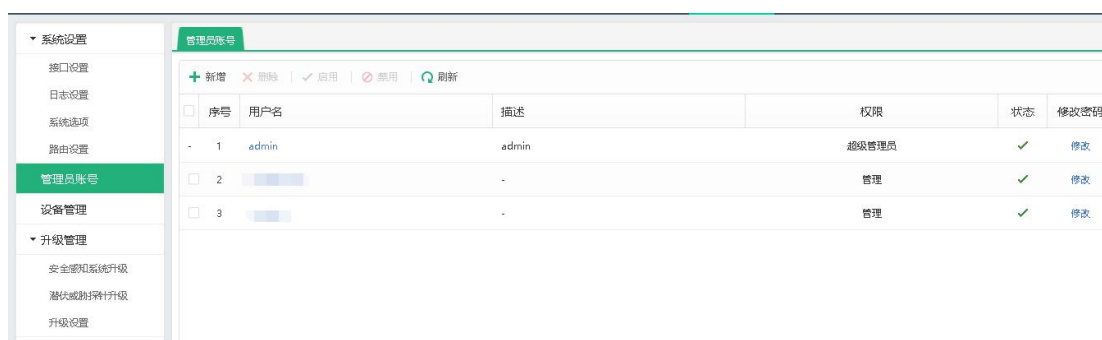 系统设置
接口设置
日志设置
系统选项
路由设置
管理员账号
设备管理
升级管理
安全感知系统升级
潜伏威胁探针升级
升级设置
管理员账号
新增 删除 启用 禁用 刷新
序号 用户名 描述 权限 状态 修改密码
- 1 admin admin 超级管理员 修改
2 - 管理 修改
3 - 管理 修改